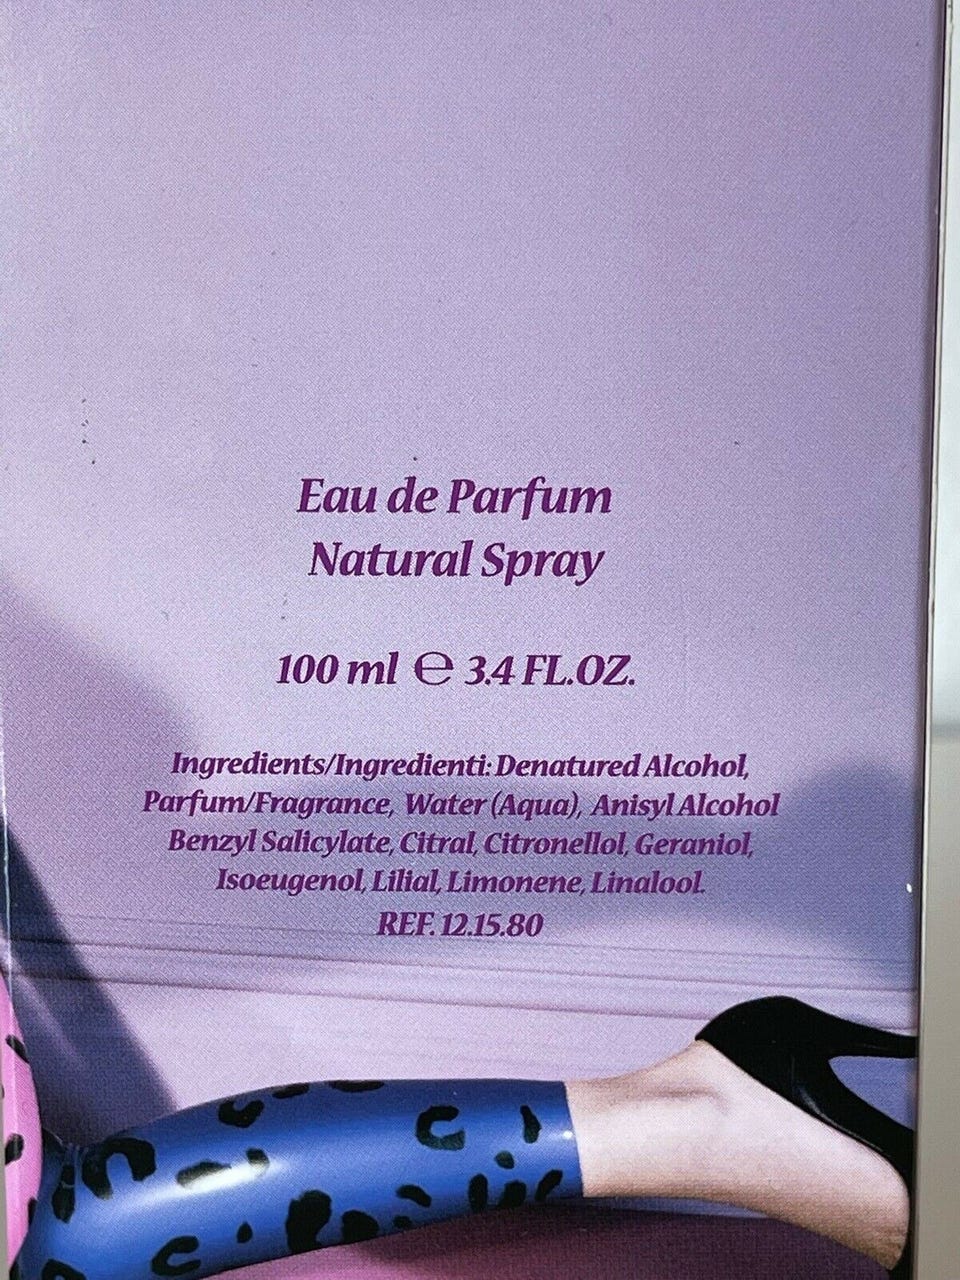 Eau de Parfum
Natural Spray
100 ml ℮ 3.4 FL.OZ.
Ingredients/Ingredienti: Denatured Alcohol,
Parfum/Fragrance, Water (Aqua), Anisyl Alcohol
Benzyl Salicylate, Citral, Citronellol, Geraniol,
Isoeugenol, Lilial, Limonene, Linalool.
REF. 12.15.80